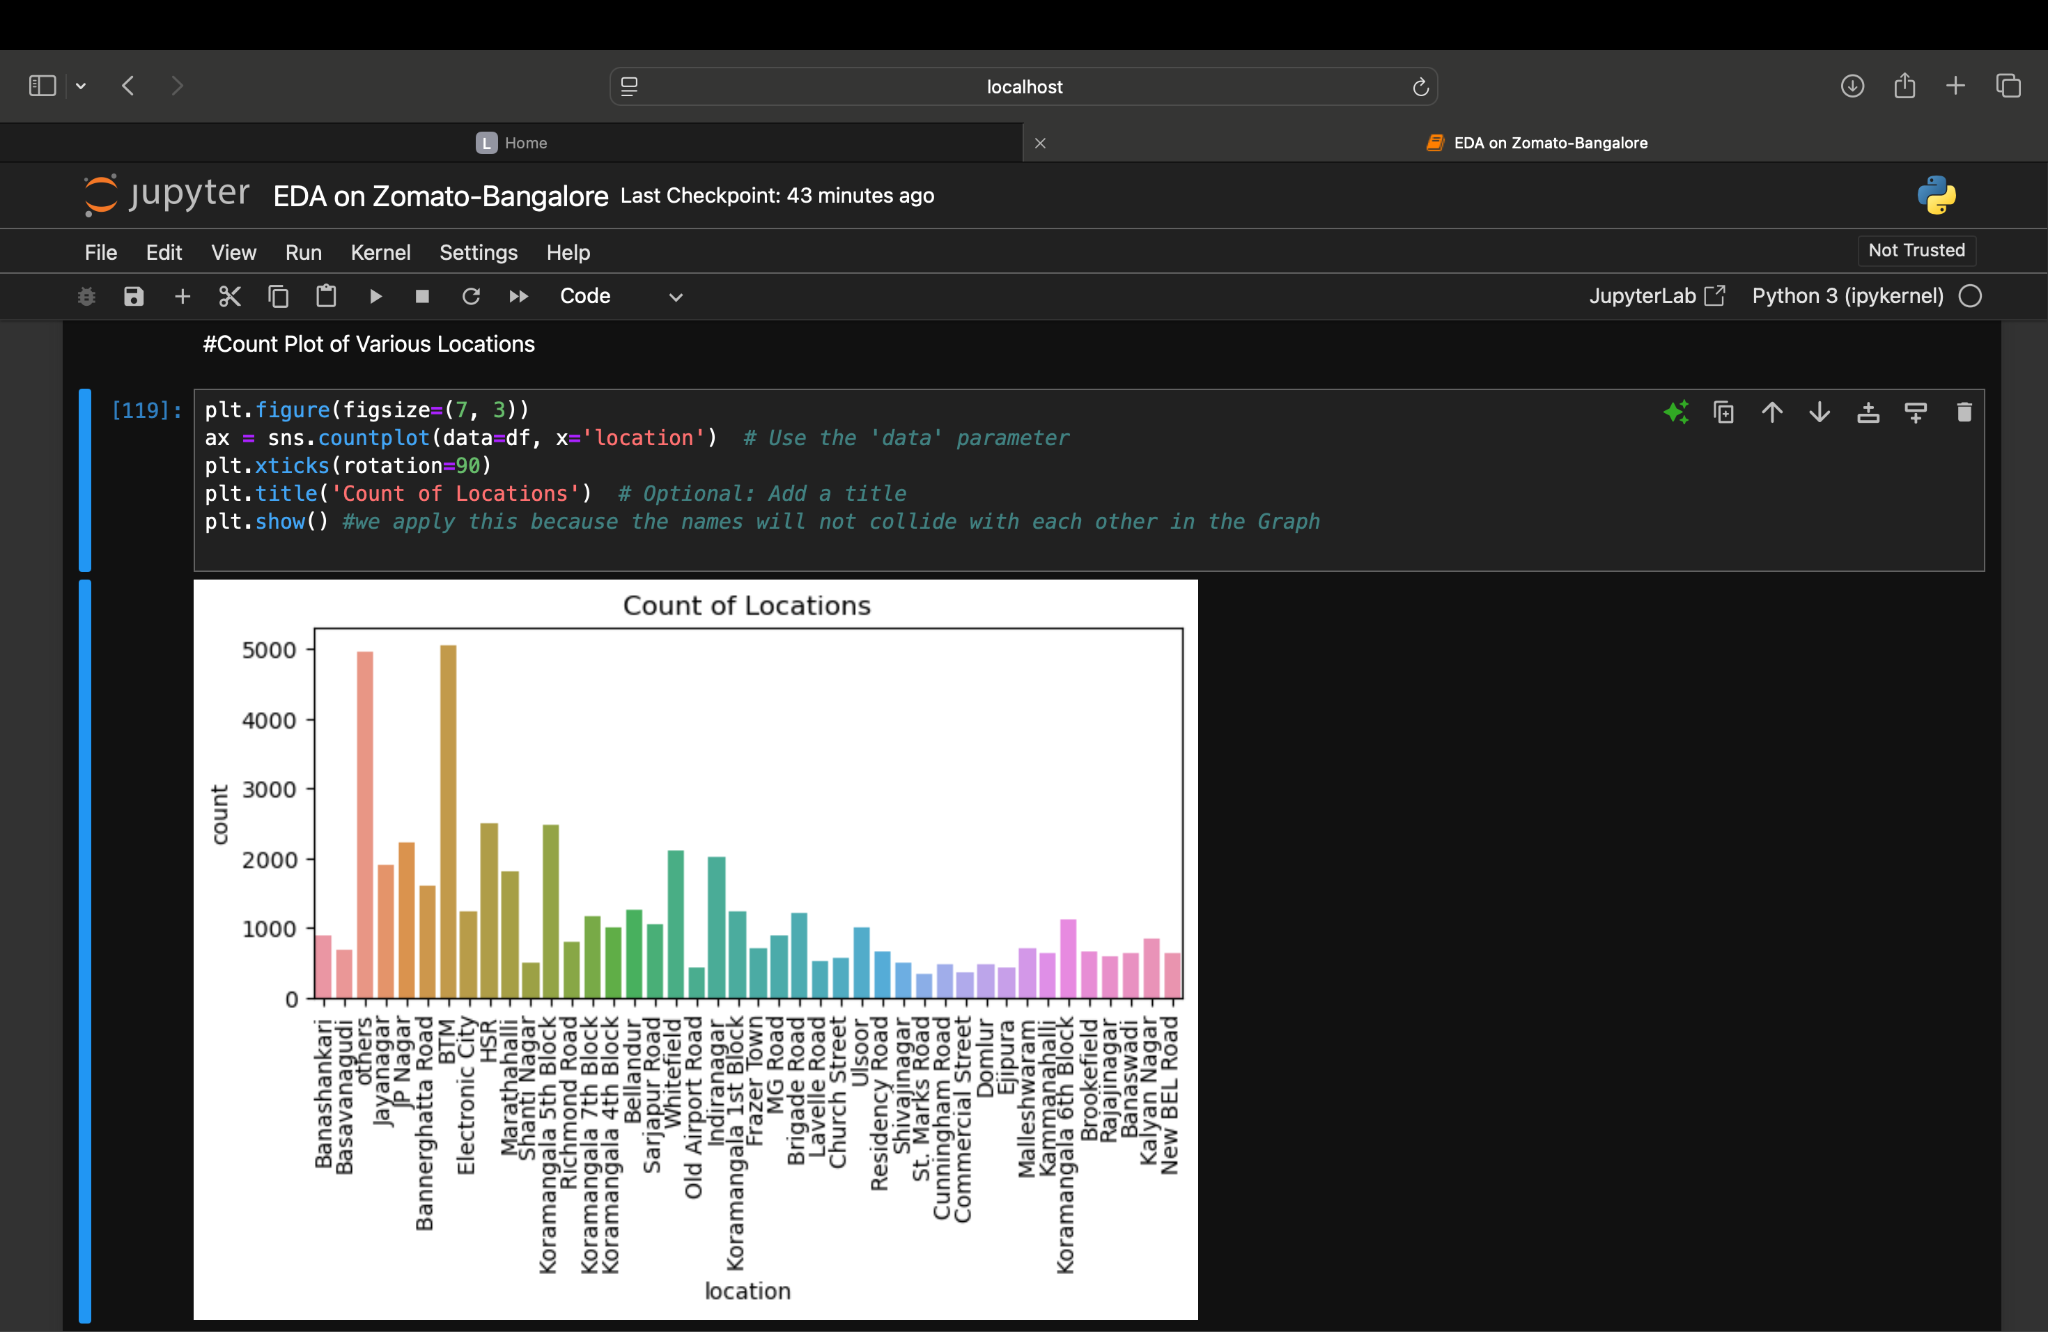 localhost
L Home
EDA on Zomato-Bangalore
jupyter EDA on Zomato-Bangalore Last Checkpoint: 43 minutes ago
File Edit View Run Kernel Settings Help
Not Trusted
Code
JupyterLab Python 3 (ipykernel)
#Count Plot of Various Locations
[119]:
plt.figure(figsize=(7, 3))
ax = sns.countplot(data=df, x='location')  # Use the 'data' parameter
plt.xticks(rotation=90)
plt.title('Count of Locations')  # Optional: Add a title
plt.show() #we apply this because the names will not collide with each other in the Graph
Count of Locations
5000
4000
3000
2000
1000
0
count
Banashankari
Basavanagudi
others
Jayanagar
JP Nagar
Bannerghatta Road
BTM
Electronic City
HSR
Marathahalli
Shanti Nagar
Koramangala 5th Block
Richmond Road
Koramangala 7th Block
Koramangala 4th Block
Bellandur
Sarjapur Road
Whitefield
Old Airport Road
Indiranagar
Koramangala 1st Block
Frazer Town
MG Road
Brigade Road
Lavelle Road
Church Street
Ulsoor
Residency Road
Shivajinagar
St. Marks Road
Cunningham Road
Commercial Street
Domlur
Ejipura
Malleshwaram
Kammanahalli
Koramangala 6th Block
Brookefield
Rajajinagar
Banaswadi
Kalyan Nagar
New BEL Road
location